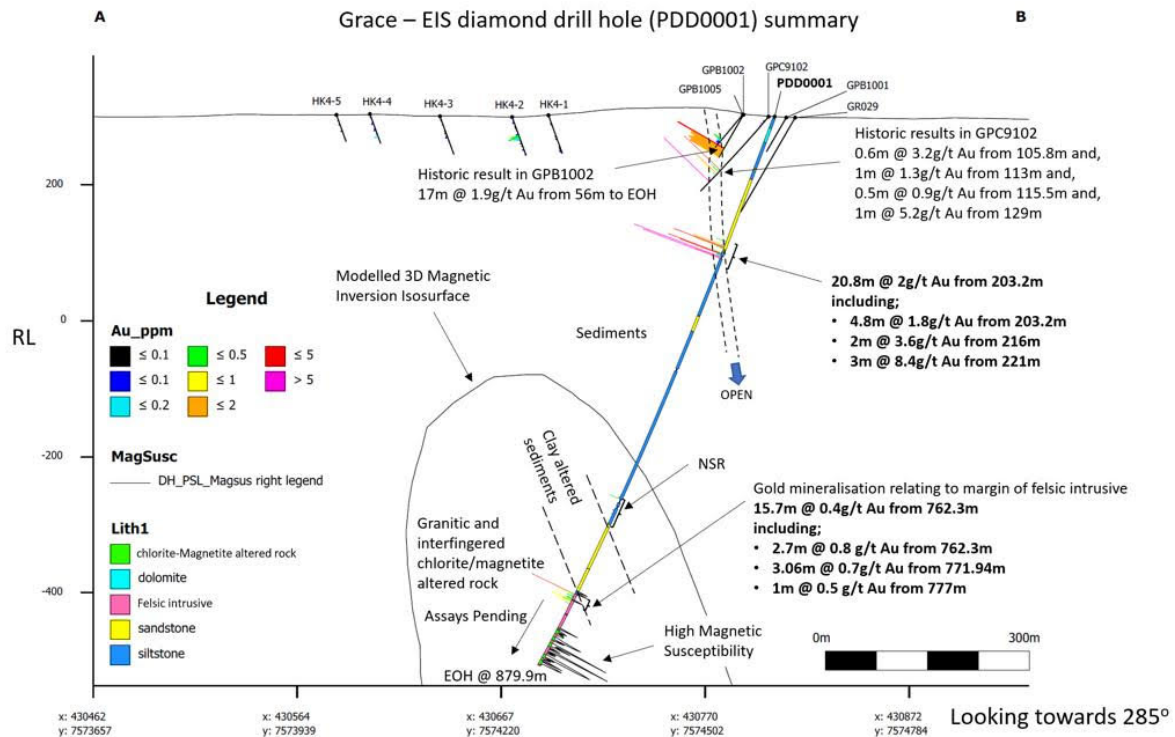 A
Grace – EIS diamond drill hole (PDD0001) summary
B
GPB1002
GPC9102
PDD0001
GPB1005
GPB1001
GR029
HK4-5
HK4-4
HK4-3
HK4-2
HK4-1
Historic results in GPC9102
0.6m @ 3.2g/t Au from 105.8m and,
1m @ 1.3g/t Au from 113m and,
0.5m @ 0.9g/t Au from 115.5m and,
1m @ 5.2g/t Au from 129m
Historic result in GPB1002
17m @ 1.9g/t Au from 56m to EOH
200
Modelled 3D Magnetic
Inversion Isosurface
20.8m @ 2g/t Au from 203.2m
including;
• 4.8m @ 1.8g/t Au from 203.2m
• 2m @ 3.6g/t Au from 216m
• 3m @ 8.4g/t Au from 221m
Legend
RL
0
Sediments
Au_ppm
≤ 0.1
≤ 0.5
≤ 5
≤ 0.1
≤ 1
> 5
≤ 0.2
≤ 2
OPEN
-200
MagSusc
DH_PSL_Magsus right legend
Clay altered
sediments
NSR
Gold mineralisation relating to margin of felsic intrusive
15.7m @ 0.4g/t Au from 762.3m
including;
• 2.7m @ 0.8 g/t Au from 762.3m
• 3.06m @ 0.7g/t Au from 771.94m
• 1m @ 0.5 g/t Au from 777m
Lith1
chlorite-Magnetite altered rock
dolomite
Felsic intrusive
sandstone
siltstone
Granitic and
interfingered
chlorite/magnetite
altered rock
-400
Assays Pending
High Magnetic
Susceptibility
EOH @ 879.9m
0m
300m
x: 430462
y: 7573657
x: 430564
y: 7573939
x: 430667
y: 7574220
x: 430770
y: 7574502
x: 430872
y: 7574784
Looking towards 285°